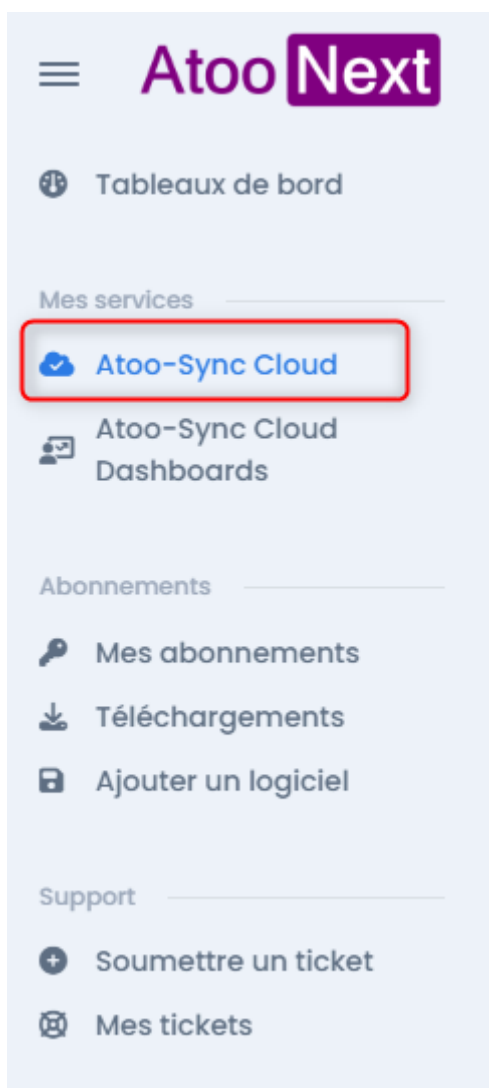 Atoo Next
Tableaux de bord
Mes services
Atoo-Sync Cloud
Atoo-Sync Cloud
Dashboards
Abonnements
Mes abonnements
Téléchargements
Ajouter un logiciel
Support
Soumettre un ticket
Mes tickets